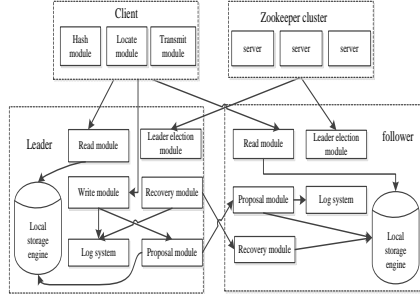 Client
Hash
module
Locate
module
Transmit
module
Zookeeper cluster
server
server
server
Leader
Read module
Leader election
module
Write module
Recovery module
Log system
Proposal module
Local
storage
engine
follower
Read module
Leader election
module
Proposal module
Log system
Recovery module
Local
storage
engine